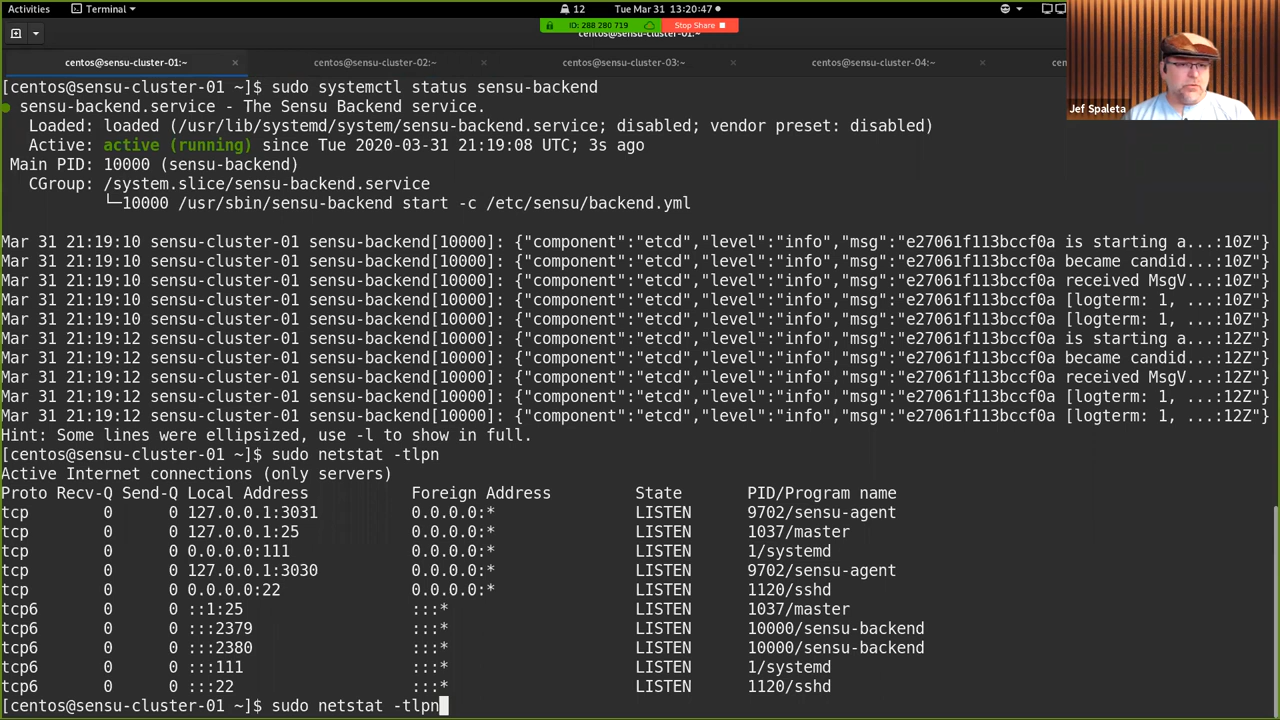 Activities
Terminal
12
Tue Mar 31 13:20:47
ID: 288 280 719
Stop Share
centos@sensu-cluster-01:~
centos@sensu-cluster-01:~
centos@sensu-cluster-02:~
centos@sensu-cluster-03:~
centos@sensu-cluster-04:~
Jef Spaleta
[centos@sensu-cluster-01 ~]$ sudo systemctl status sensu-backend
● sensu-backend.service - The Sensu Backend service.
Loaded: loaded (/usr/lib/systemd/system/sensu-backend.service; disabled; vendor preset: disabled)
Active: active (running) since Tue 2020-03-31 21:19:08 UTC; 3s ago
Main PID: 10000 (sensu-backend)
CGroup: /system.slice/sensu-backend.service
└─10000 /usr/sbin/sensu-backend start -c /etc/sensu/backend.yml
Mar 31 21:19:10 sensu-cluster-01 sensu-backend[10000]: {"component":"etcd","level":"info","msg":"e27061f113bccf0a is starting a...:10Z"}
Mar 31 21:19:10 sensu-cluster-01 sensu-backend[10000]: {"component":"etcd","level":"info","msg":"e27061f113bccf0a became candid...:10Z"}
Mar 31 21:19:10 sensu-cluster-01 sensu-backend[10000]: {"component":"etcd","level":"info","msg":"e27061f113bccf0a received MsgV...:10Z"}
Mar 31 21:19:10 sensu-cluster-01 sensu-backend[10000]: {"component":"etcd","level":"info","msg":"e27061f113bccf0a [logterm: 1, ...:10Z"}
Mar 31 21:19:10 sensu-cluster-01 sensu-backend[10000]: {"component":"etcd","level":"info","msg":"e27061f113bccf0a [logterm: 1, ...:10Z"}
Mar 31 21:19:12 sensu-cluster-01 sensu-backend[10000]: {"component":"etcd","level":"info","msg":"e27061f113bccf0a is starting a...:12Z"}
Mar 31 21:19:12 sensu-cluster-01 sensu-backend[10000]: {"component":"etcd","level":"info","msg":"e27061f113bccf0a became candid...:12Z"}
Mar 31 21:19:12 sensu-cluster-01 sensu-backend[10000]: {"component":"etcd","level":"info","msg":"e27061f113bccf0a received MsgV...:12Z"}
Mar 31 21:19:12 sensu-cluster-01 sensu-backend[10000]: {"component":"etcd","level":"info","msg":"e27061f113bccf0a [logterm: 1, ...:12Z"}
Mar 31 21:19:12 sensu-cluster-01 sensu-backend[10000]: {"component":"etcd","level":"info","msg":"e27061f113bccf0a [logterm: 1, ...:12Z"}
Hint: Some lines were ellipsized, use -l to show in full.
[centos@sensu-cluster-01 ~]$ sudo netstat -tlpn
Active Internet connections (only servers)
Proto Recv-Q Send-Q Local Address Foreign Address State PID/Program name
tcp 0 0 127.0.0.1:3031 0.0.0.0:* LISTEN 9702/sensu-agent
tcp 0 0 127.0.0.1:25 0.0.0.0:* LISTEN 1037/master
tcp 0 0 0.0.0.0:111 0.0.0.0:* LISTEN 1/systemd
tcp 0 0 127.0.0.1:3030 0.0.0.0:* LISTEN 9702/sensu-agent
tcp 0 0 0.0.0.0:22 0.0.0.0:* LISTEN 1120/sshd
tcp6 0 0 ::1:25 :::* LISTEN 1037/master
tcp6 0 0 :::2379 :::* LISTEN 10000/sensu-backend
tcp6 0 0 :::2380 :::* LISTEN 10000/sensu-backend
tcp6 0 0 :::111 :::* LISTEN 1/systemd
tcp6 0 0 :::22 :::* LISTEN 1120/sshd
[centos@sensu-cluster-01 ~]$ sudo netstat -tlpn